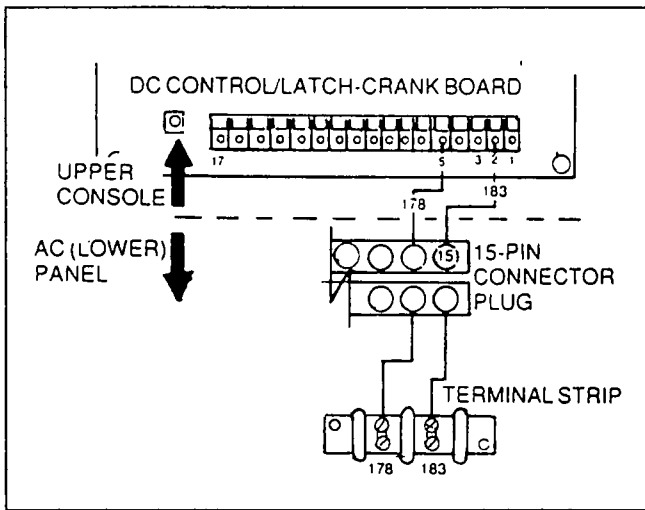 DC CONTROL/LATCH-CRANK BOARD
17 5 3 2 1
UPPER
CONSOLE
178 183
AC (LOWER)
PANEL
15
15-PIN
CONNECTOR
PLUG
TERMINAL STRIP
178 183